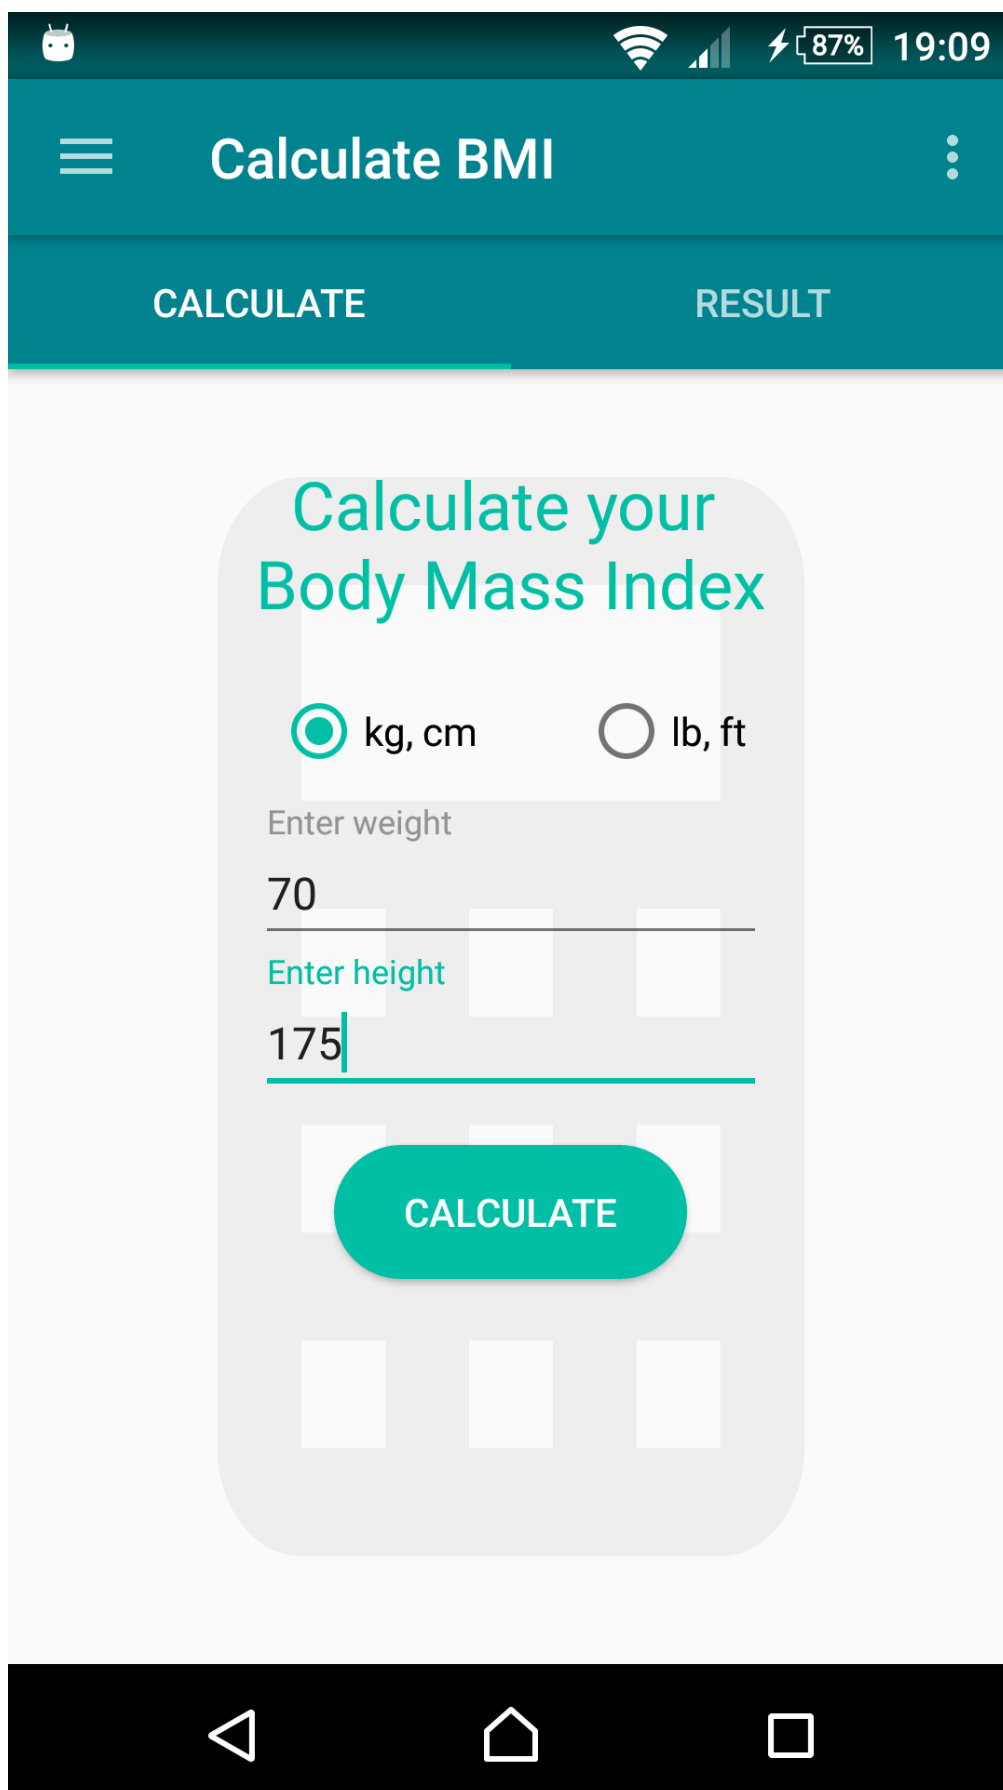 87% 19:09
Calculate BMI
CALCULATE RESULT
Calculate your
Body Mass Index
kg, cm lb, ft
Enter weight
70
Enter height
175
CALCULATE